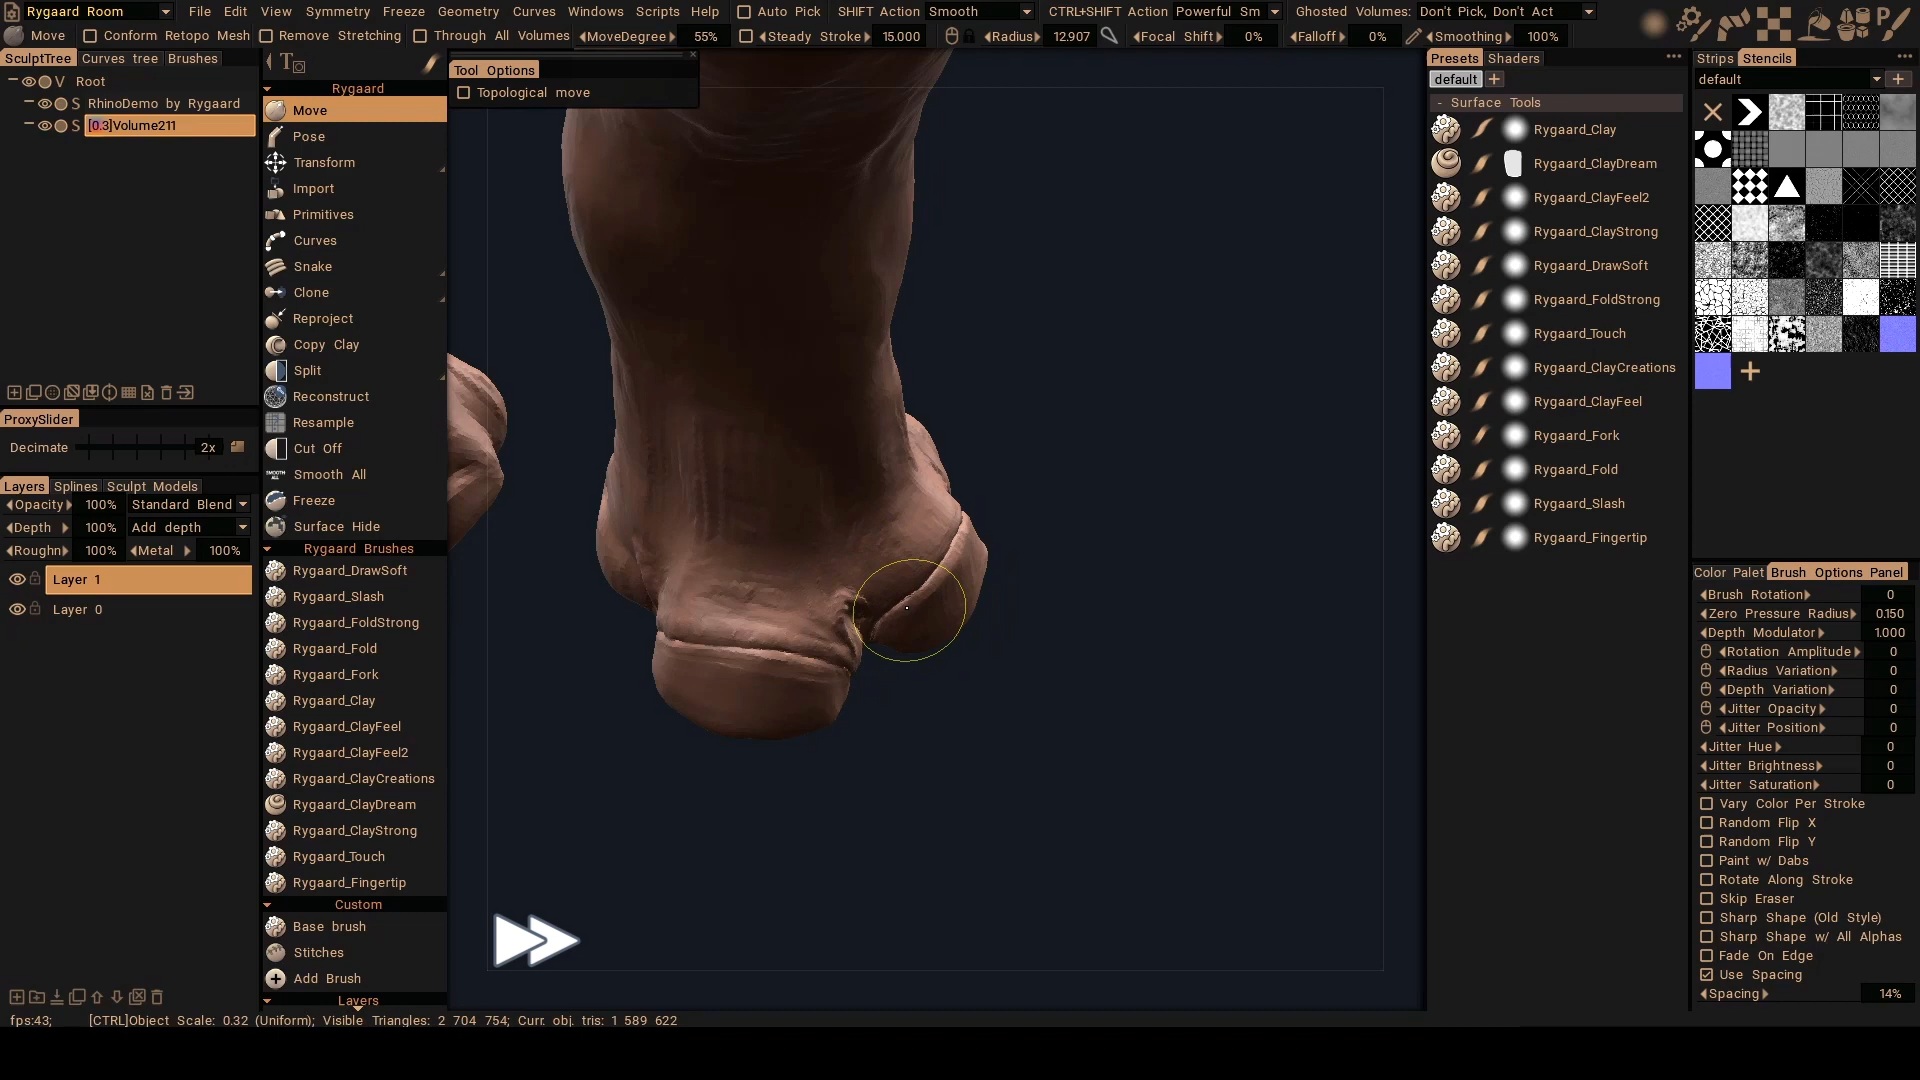 Rygaard Room File Edit View Symmetry Freeze Geometry Curves Windows Scripts Help Auto Pick SHIFT Action Smooth CTRL+SHIFT Action Powerful Sm Ghosted Volumes: Don't Pick, Don't Act
Move Conform Retopo Mesh Remove Stretching Through All Volumes MoveDegree 55% Steady Stroke 15.000 Radius 12.907 Focal Shift 0% Falloff 0% Smoothing 100%
SculptTree Curves tree Brushes
V Root
S RhinoDemo by Rygaard
S [0.3]Volume211
ProxySlider
Decimate 2x
Layers Splines Sculpt Models
Opacity 100% Standard Blend
Depth 100% Add depth
Roughn 100% Metal 100%
Layer 1
Layer 0
Rygaard
Move
Pose
Transform
Import
Primitives
Curves
Snake
Clone
Reproject
Copy Clay
Split
Reconstruct
Resample
Cut Off
SMOOTH ALL Smooth All
Freeze
Surface Hide
Rygaard Brushes
Rygaard_DrawSoft
Rygaard_Slash
Rygaard_FoldStrong
Rygaard_Fold
Rygaard_Fork
Rygaard_Clay
Rygaard_ClayFeel
Rygaard_ClayFeel2
Rygaard_ClayCreations
Rygaard_ClayDream
Rygaard_ClayStrong
Rygaard_Touch
Rygaard_Fingertip
Custom
Base brush
Stitches
Add Brush
Layers
Tool Options
Topological move
Presets Shaders
default
- Surface Tools
Rygaard_Clay
Rygaard_ClayDream
Rygaard_ClayFeel2
Rygaard_ClayStrong
Rygaard_DrawSoft
Rygaard_FoldStrong
Rygaard_Touch
Rygaard_ClayCreations
Rygaard_ClayFeel
Rygaard_Fork
Rygaard_Fold
Rygaard_Slash
Rygaard_Fingertip
Strips Stencils
default
Color Palet Brush Options Panel
Brush Rotation 0
Zero Pressure Radius 0.150
Depth Modulator 1.000
Rotation Amplitude 0
Radius Variation 0
Depth Variation 0
Jitter Opacity 0
Jitter Position 0
Jitter Hue 0
Jitter Brightness 0
Jitter Saturation 0
Vary Color Per Stroke
Random Flip X
Random Flip Y
Paint w/ Dabs
Rotate Along Stroke
Skip Eraser
Sharp Shape (Old Style)
Sharp Shape w/ All Alphas
Fade On Edge
Use Spacing
Spacing 14%
fps:43; [CTRL]Object Scale: 0.32 (Uniform); Visible Triangles: 2 704 754; Curr. obj. tris: 1 589 622